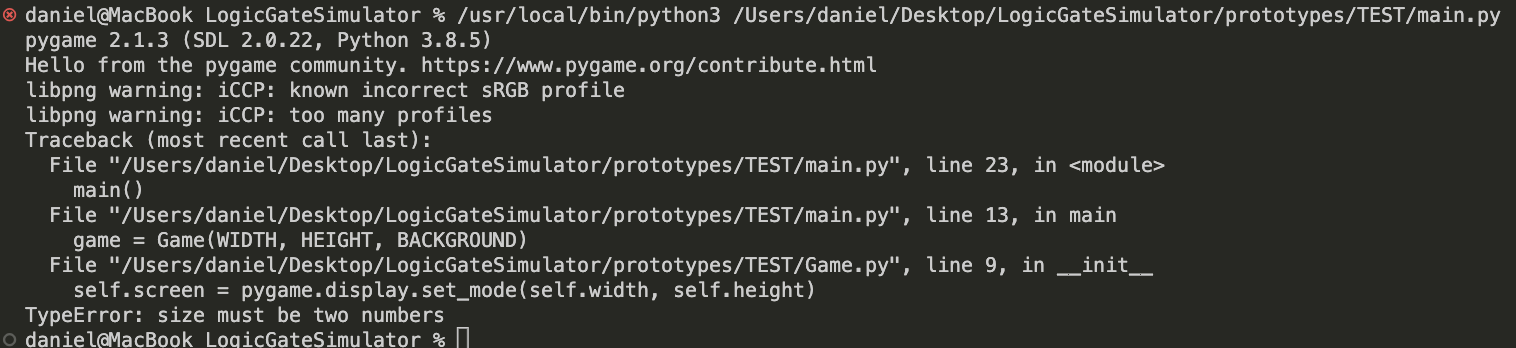 daniel@MacBook LogicGateSimulator % /usr/local/bin/python3 /Users/daniel/Desktop/LogicGateSimulator/prototypes/TEST/main.py
pygame 2.1.3 (SDL 2.0.22, Python 3.8.5)
Hello from the pygame community. https://www.pygame.org/contribute.html
libpng warning: iCCP: known incorrect sRGB profile
libpng warning: iCCP: too many profiles
Traceback (most recent call last):
  File "/Users/daniel/Desktop/LogicGateSimulator/prototypes/TEST/main.py", line 23, in <module>
    main()
  File "/Users/daniel/Desktop/LogicGateSimulator/prototypes/TEST/main.py", line 13, in main
    game = Game(WIDTH, HEIGHT, BACKGROUND)
  File "/Users/daniel/Desktop/LogicGateSimulator/prototypes/TEST/Game.py", line 9, in __init__
    self.screen = pygame.display.set_mode(self.width, self.height)
TypeError: size must be two numbers
daniel@MacBook LogicGateSimulator %